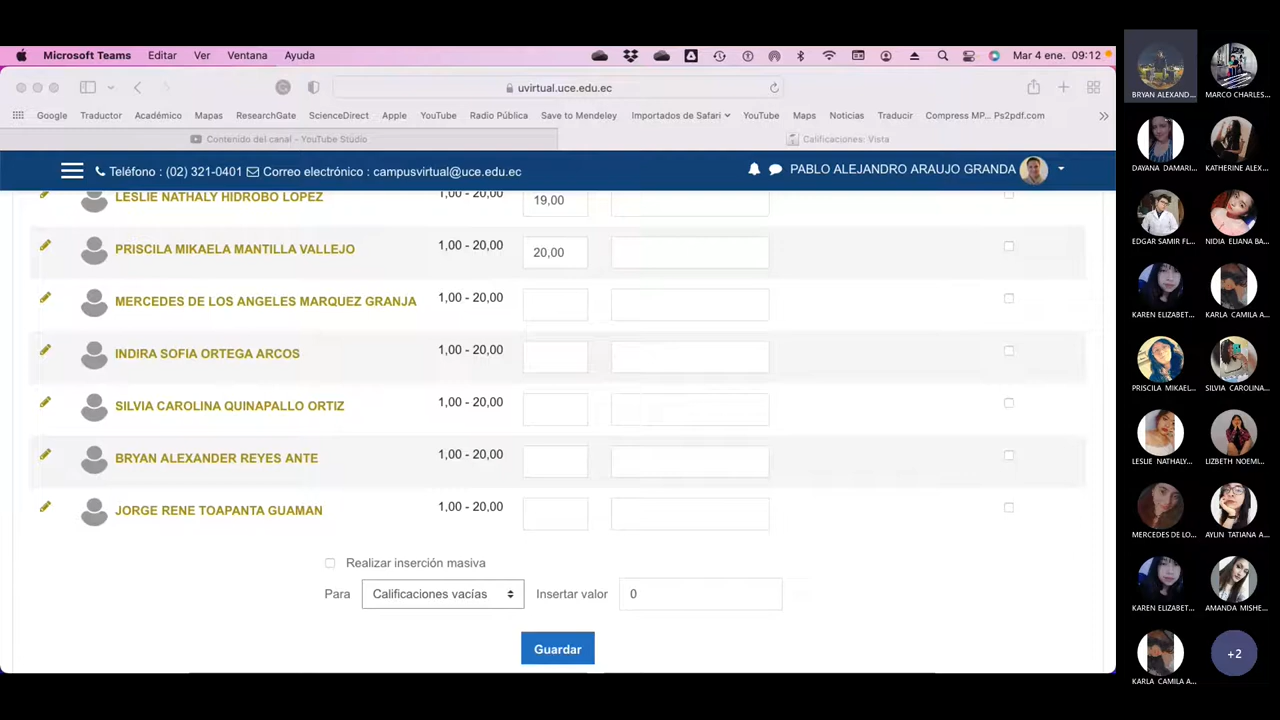 Microsoft Teams Editar Ver Ventana Ayuda Mar 4 ene. 09:12
uvirtual.uce.edu.ec
Google Traductor Académico Mapas ResearchGate ScienceDirect Apple YouTube Radio Pública Save to Mendeley Importados de Safari YouTube Maps Noticias Traducir Compress MP... Ps2pdf.com
Contenido del canal - YouTube Studio Calificaciones: Vista
Teléfono : (02) 321-0401 Correo electrónico : campusvirtual@uce.edu.ec PABLO ALEJANDRO ARAUJO GRANDA
LESLIE NATHALY HIDROBO LOPEZ 1,00 - 20,00 19,00
PRISCILA MIKAELA MANTILLA VALLEJO 1,00 - 20,00 20,00
MERCEDES DE LOS ANGELES MARQUEZ GRANJA 1,00 - 20,00
INDIRA SOFIA ORTEGA ARCOS 1,00 - 20,00
SILVIA CAROLINA QUINAPALLO ORTIZ 1,00 - 20,00
BRYAN ALEXANDER REYES ANTE 1,00 - 20,00
JORGE RENE TOAPANTA GUAMAN 1,00 - 20,00
Realizar inserción masiva
Para Calificaciones vacías Insertar valor 0
Guardar
BRYAN ALEXAND... MARCO CHARLES...
DAYANA DAMARI... KATHERINE ALEX...
EDGAR SAMIR FL... NIDIA ELIANA BA...
KAREN ELIZABET... KARLA CAMILA A...
PRISCILA MIKAEL... SILVIA CAROLINA...
LESLIE NATHALY... LIZBETH NOEMI...
MERCEDES DE LO... AYLIN TATIANA A...
KAREN ELIZABET... AMANDA MISHE...
KARLA CAMILA A... +2